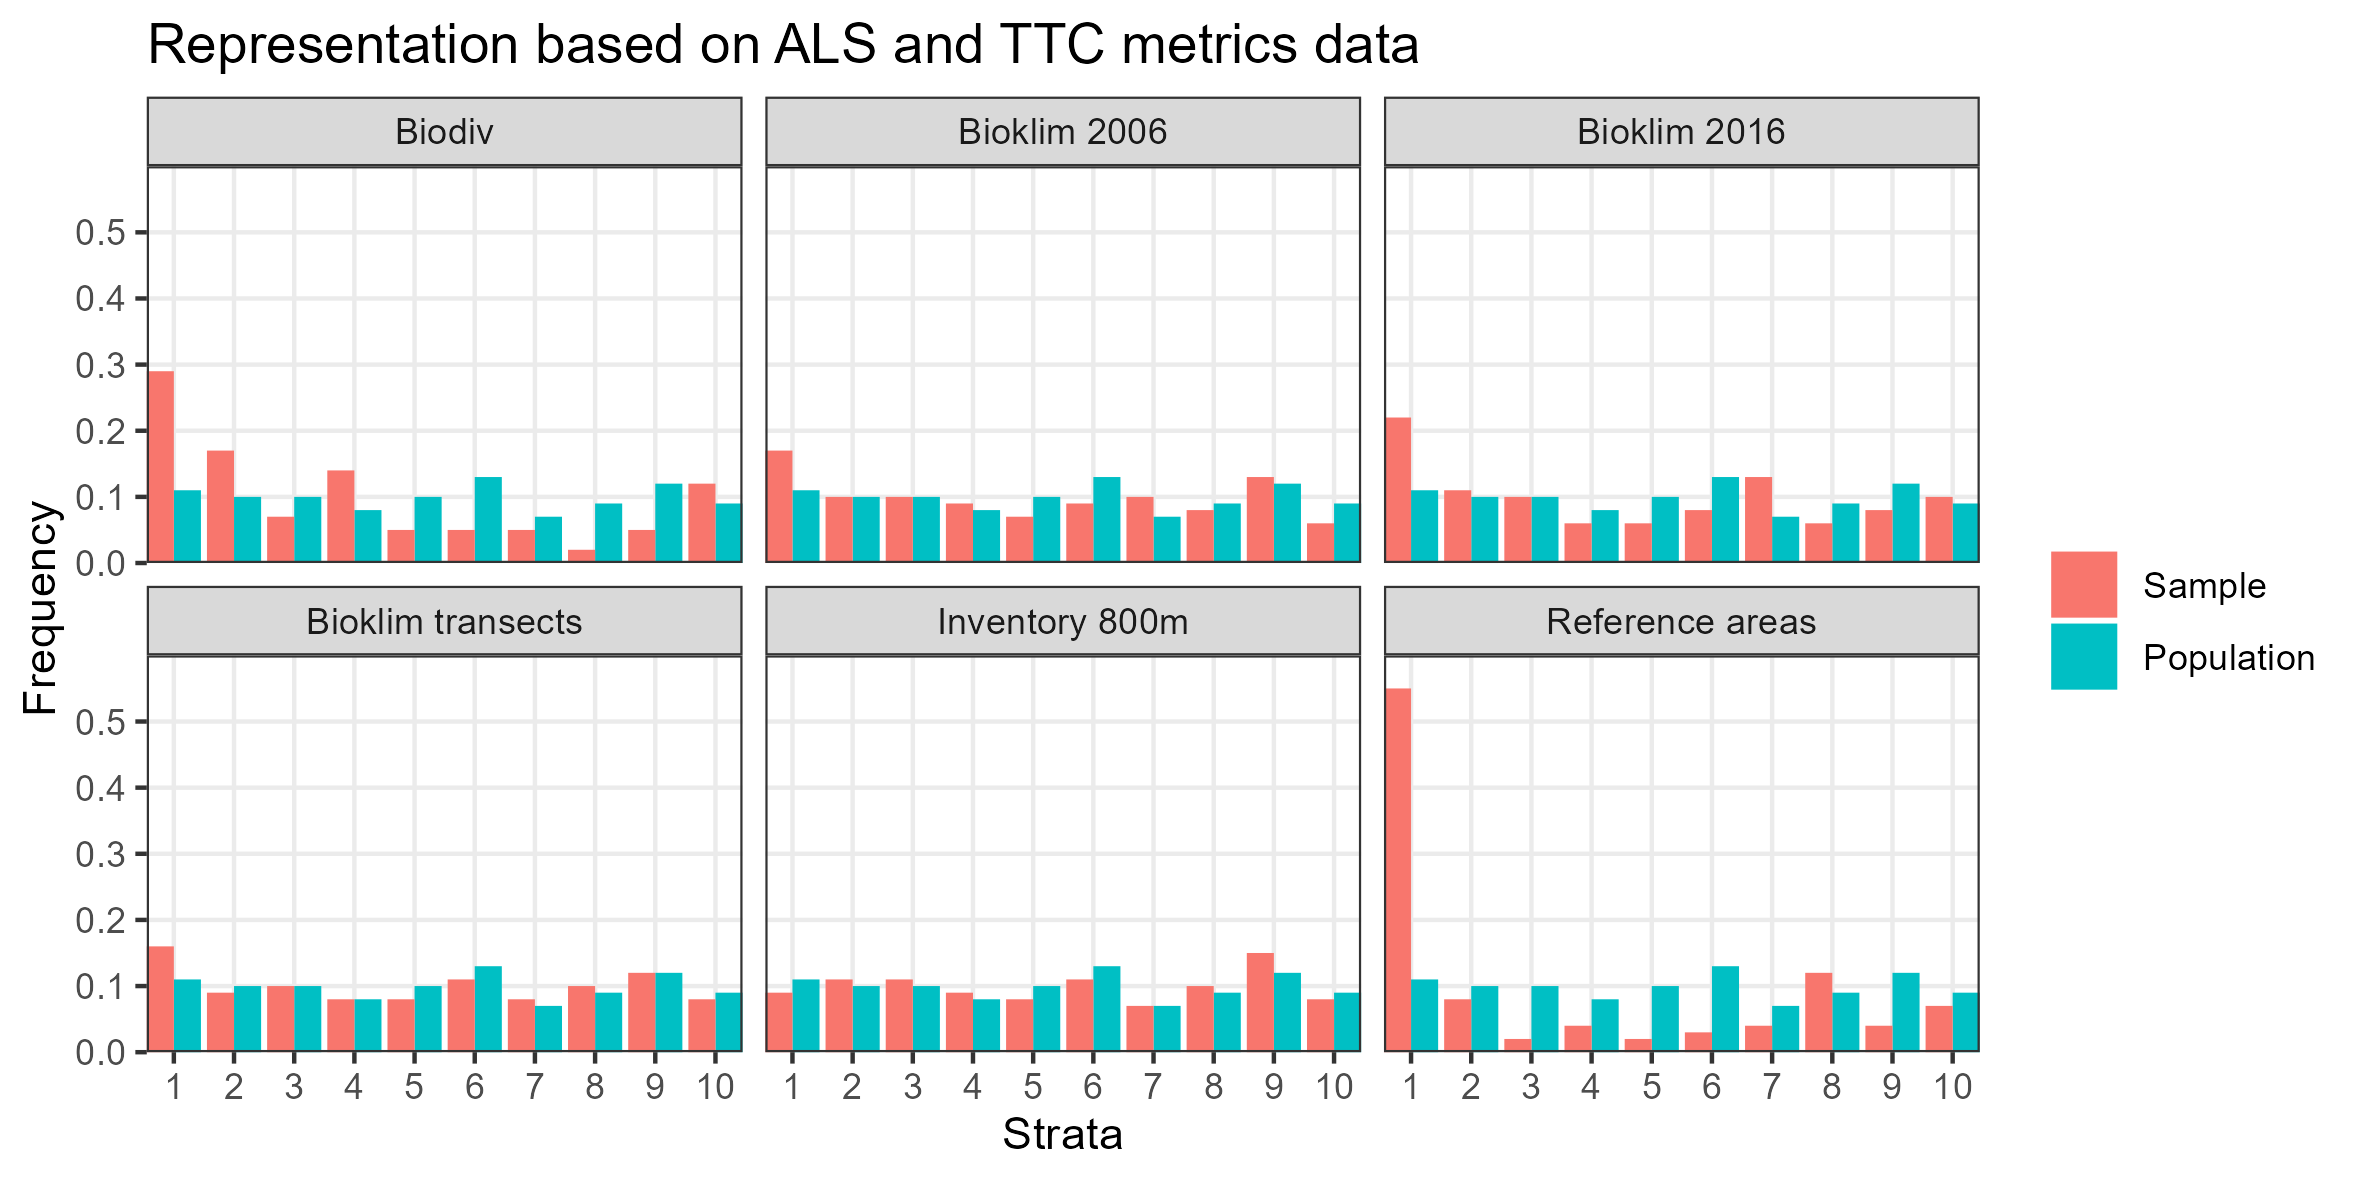 Representation based on ALS and TTC metrics data
Biodiv
Bioklim 2006
Bioklim 2016
0.5
0.4
0.3
0.2
0.1
0.0
Bioklim transects
Inventory 800m
Reference areas
0.5
0.4
0.3
0.2
0.1
0.0
Frequency
1 2 3 4 5 6 7 8 9 10
1 2 3 4 5 6 7 8 9 10
1 2 3 4 5 6 7 8 9 10
Strata
Sample
Population